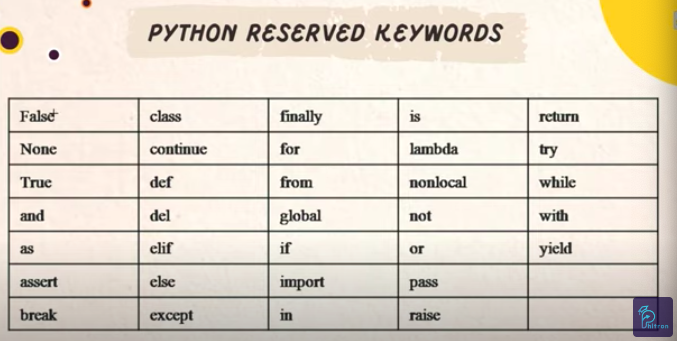 PYTHON RESERVED KEYWORDS
False class finally is return
None continue for lambda try
True def from nonlocal while
and del global not with
as elif if or yield
assert else import pass
break except in raise